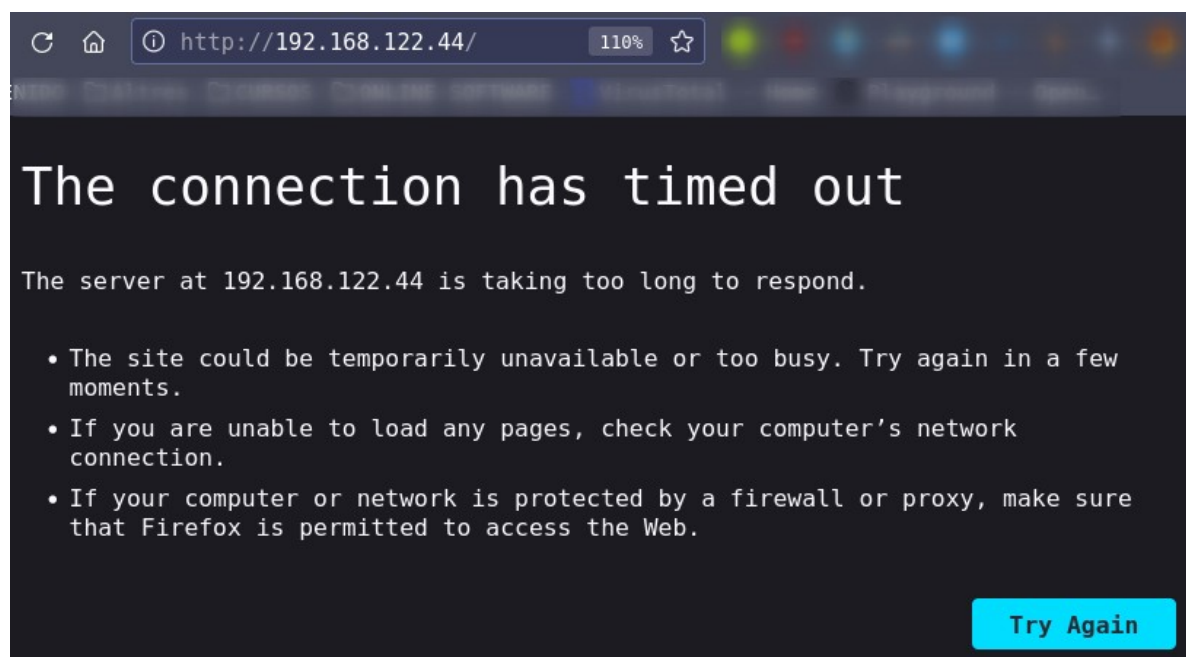 http://192.168.122.44/ 110%
VirusTotal Home Playground
The connection has timed out
The server at 192.168.122.44 is taking too long to respond.
• The site could be temporarily unavailable or too busy. Try again in a few
moments.
• If you are unable to load any pages, check your computer’s network
connection.
• If your computer or network is protected by a firewall or proxy, make sure
that Firefox is permitted to access the Web.
Try Again